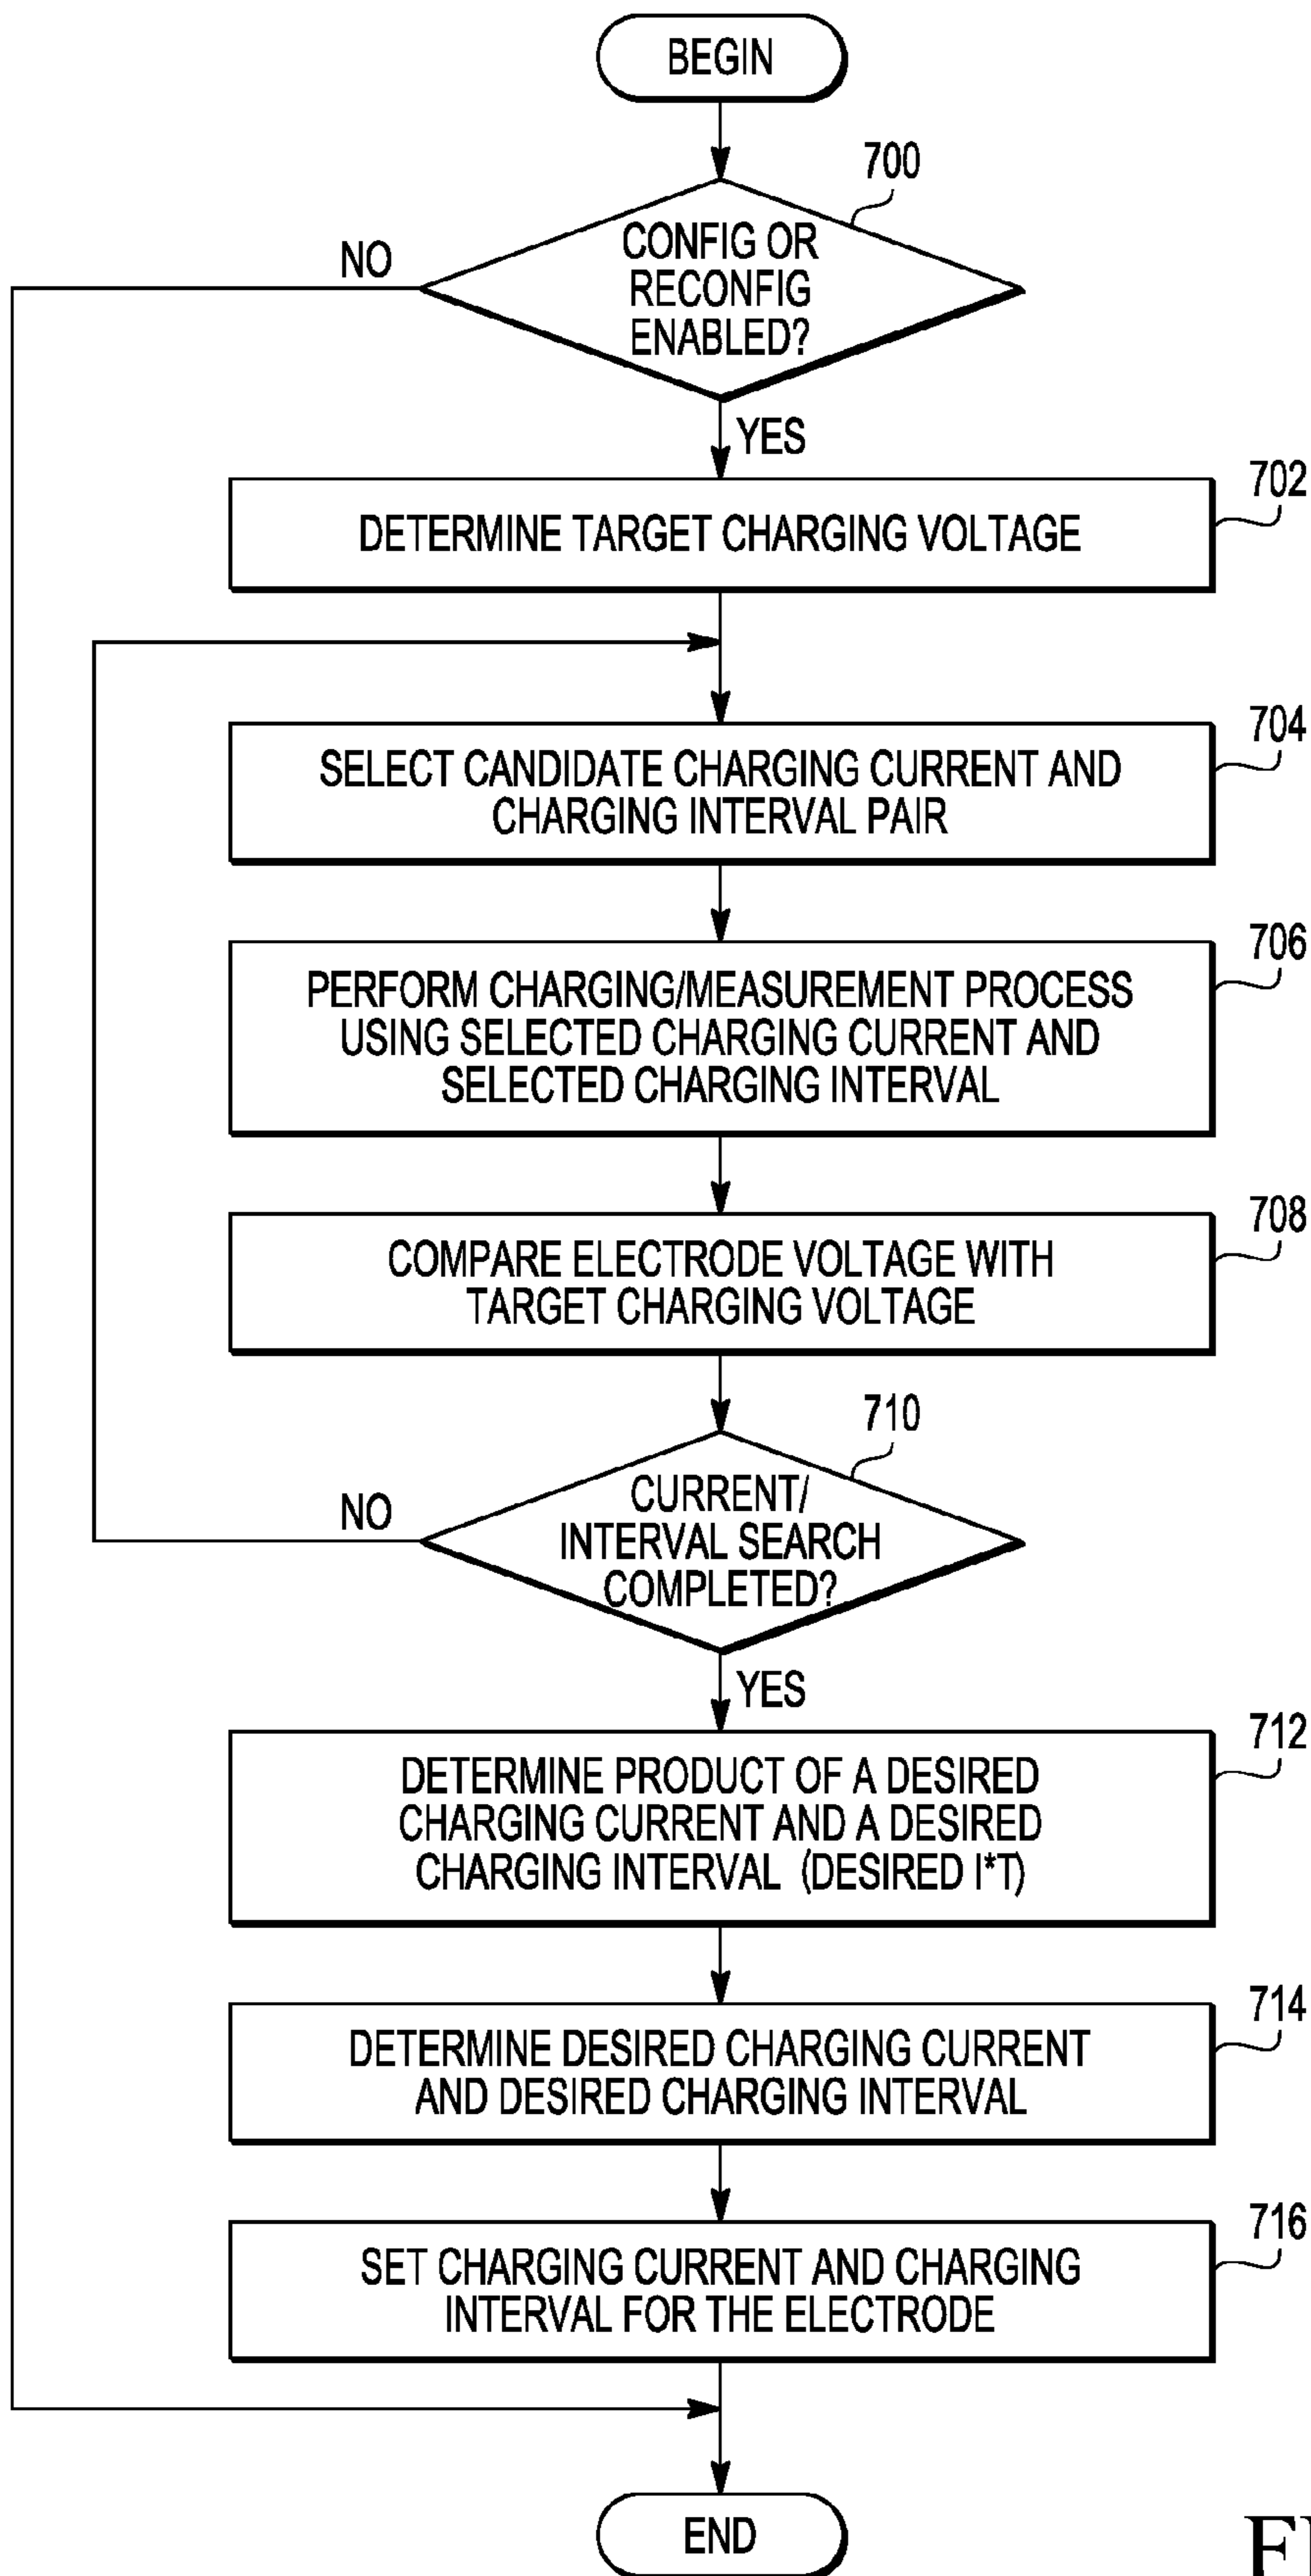 BEGIN
700
CONFIG OR
RECONFIG
ENABLED?
NO
YES
702
DETERMINE TARGET CHARGING VOLTAGE
704
SELECT CANDIDATE CHARGING CURRENT AND
CHARGING INTERVAL PAIR
706
PERFORM CHARGING/MEASUREMENT PROCESS
USING SELECTED CHARGING CURRENT AND
SELECTED CHARGING INTERVAL
708
COMPARE ELECTRODE VOLTAGE WITH
TARGET CHARGING VOLTAGE
710
CURRENT/
INTERVAL SEARCH
COMPLETED?
NO
YES
712
DETERMINE PRODUCT OF A DESIRED
CHARGING CURRENT AND A DESIRED
CHARGING INTERVAL (DESIRED I*T)
714
DETERMINE DESIRED CHARGING CURRENT
AND DESIRED CHARGING INTERVAL
716
SET CHARGING CURRENT AND CHARGING
INTERVAL FOR THE ELECTRODE
END